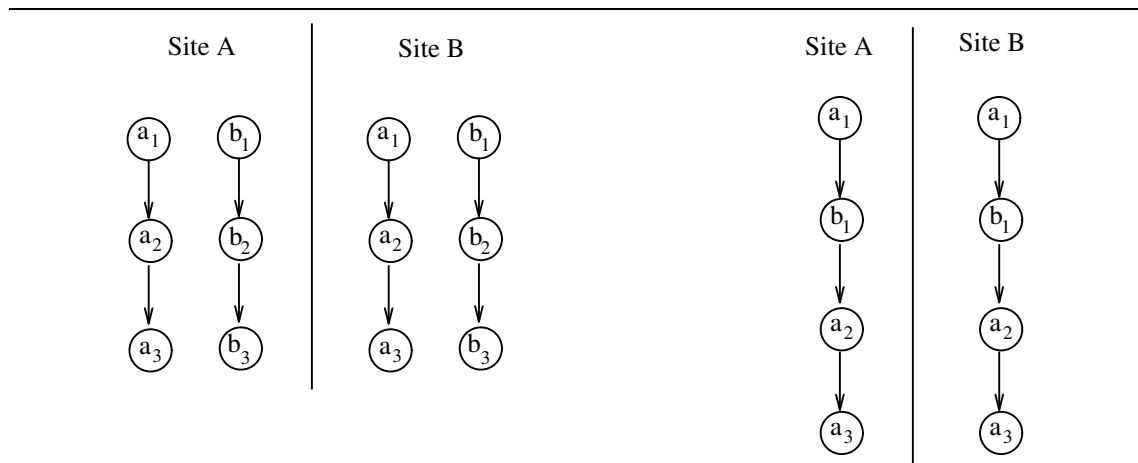 Site A Site B
a1 b1 a1 b1
a2 b2 a2 b2
a3 b3 a3 b3
Site A Site B
a1 a1
b1 b1
a2 a2
a3 a3